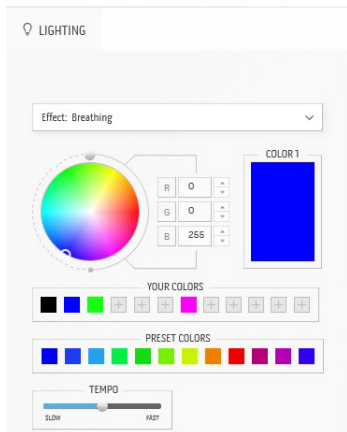 LIGHTING
Effect: Breathing
COLOR 1
R 0
G 0
B 255
YOUR COLORS
PRESET COLORS
TEMPO
SLOW FAST